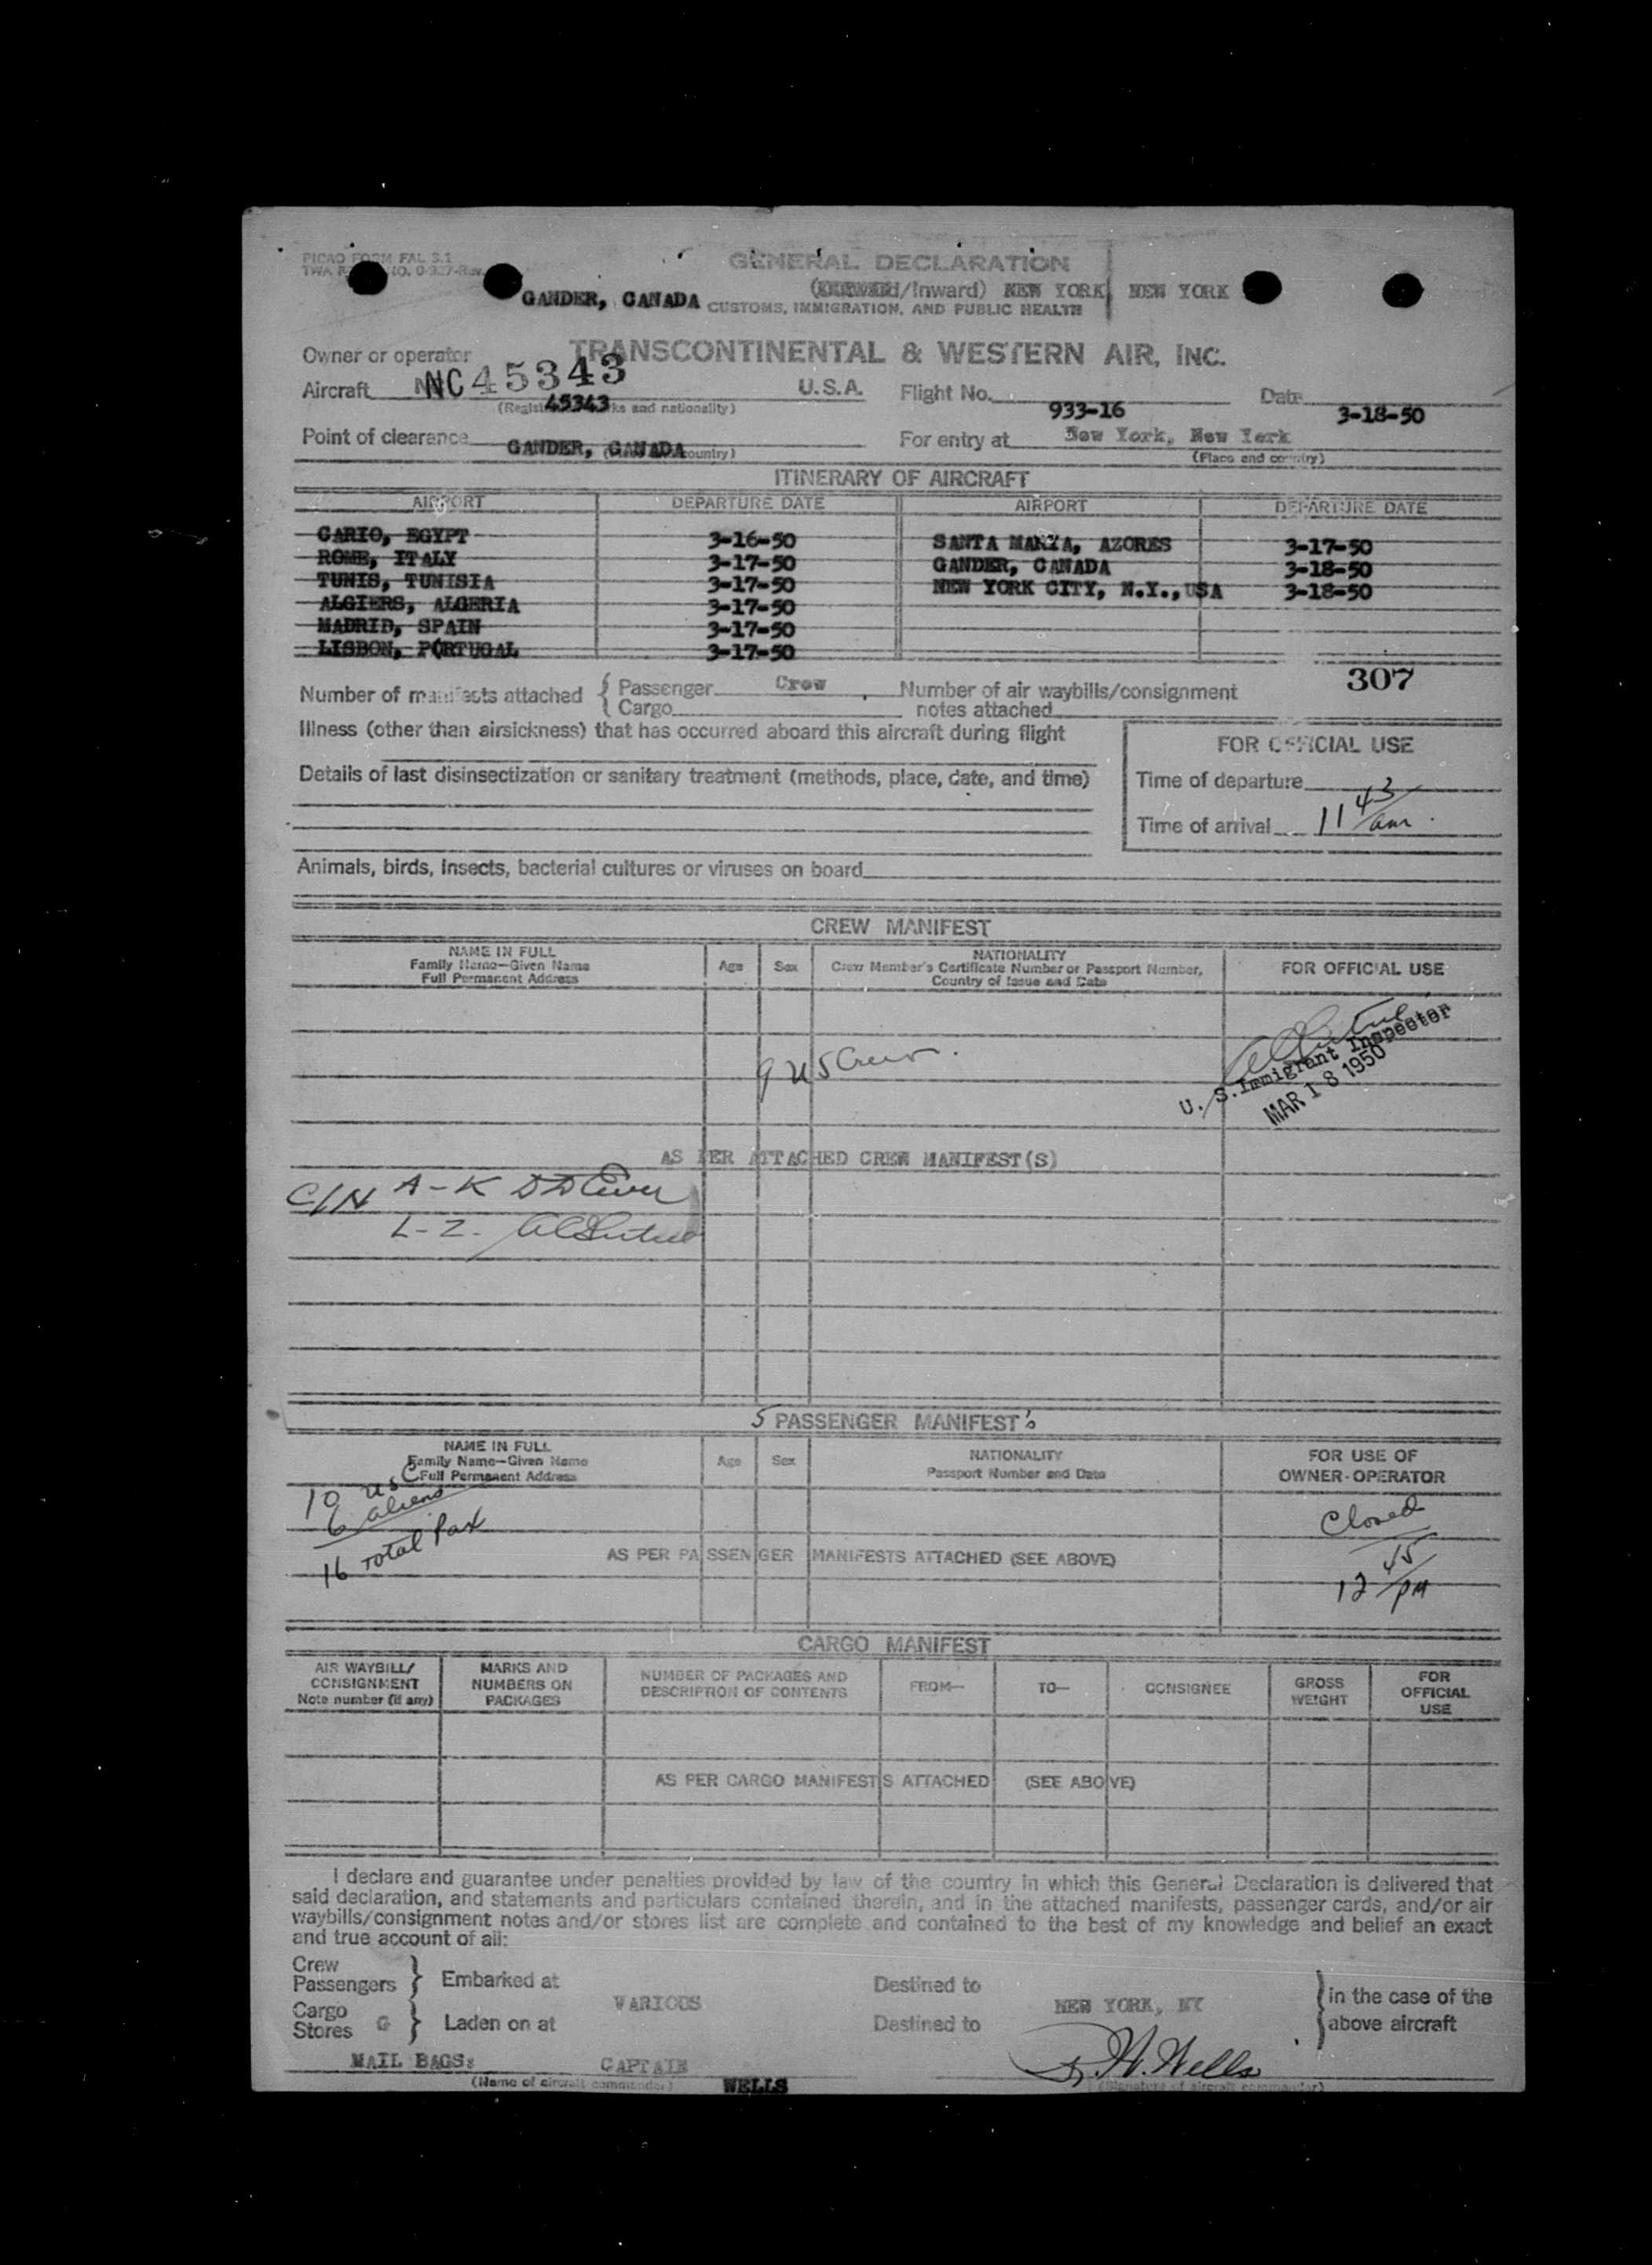 PICAO FORM FAL 3.1
GENERAL DECLARATION
/Inward) NEW YORK NEW YORK
GANDER, CANADA CUSTOMS, IMMIGRATION, AND PUBLIC HEALTH
Owner or operator TRANSCONTINENTAL & WESTERN AIR, INC.
Aircraft NC45343 U.S.A. Flight No. 933-16 Date 3-18-50
45343 and nationality)
Point of clearance GANDER, CANADA country) For entry at New York, New York
(Place and country)
ITINERARY OF AIRCRAFT
AIRPORT DEPARTURE DATE AIRPORT DEPARTURE DATE
CARIO, EGYPT 3-16-50 SANTA MARIA, AZORES 3-17-50
ROME, ITALY 3-17-50 GANDER, CANADA 3-18-50
TUNIS, TUNISIA 3-17-50 NEW YORK CITY, N.Y.,USA 3-18-50
ALGIERS, ALGERIA 3-17-50
MADRID, SPAIN 3-17-50
LISBON, PORTUGAL 3-17-50
307
Number of manifests attached { Passenger Crew Number of air waybills/consignment
Cargo notes attached
Illness (other than airsickness) that has occurred aboard this aircraft during flight
FOR OFFICIAL USE
Details of last disinsectization or sanitary treatment (methods, place, date, and time)
Time of departure
Time of arrival 11 43/am
Animals, birds, insects, bacterial cultures or viruses on board
CREW MANIFEST
NAME IN FULL
Family Name—Given Name
Full Permanent Address
Age Sex
NATIONALITY
Crew Member's Certificate Number or Passport Number,
Country of Issue and Date
FOR OFFICIAL USE
9 US Crew.
U. S. Immigrant Inspector
MAR 18 1950
AS PER ATTACHED CREW MANIFEST(S)
C/N A-K
L-Z.
5 PASSENGER MANIFEST's
NAME IN FULL
Family Name—Given Name
Full Permanent Address
Age Sex
NATIONALITY
Passport Number and Date
FOR USE OF
OWNER-OPERATOR
10 USC
6 aliens
16 Total Pax
Closed
12 45/PM
AS PER PASSENGER MANIFESTS ATTACHED (SEE ABOVE)
CARGO MANIFEST
AIR WAYBILL/
CONSIGNMENT
Note number (if any)
MARKS AND
NUMBERS ON
PACKAGES
NUMBER OF PACKAGES AND
DESCRIPTION OF CONTENTS
FROM— TO— CONSIGNEE
GROSS
WEIGHT
FOR
OFFICIAL
USE
AS PER CARGO MANIFESTS ATTACHED (SEE ABOVE)
I declare and guarantee under penalties provided by law of the country in which this General Declaration is delivered that
said declaration, and statements and particulars contained therein, and in the attached manifests, passenger cards, and/or air
waybills/consignment notes and/or stores list are complete and contained to the best of my knowledge and belief an exact
and true account of all:
Crew
Passengers } Embarked at Destined to } in the case of the
VARIOUS NEW YORK, NY
Cargo
Stores G } Laden on at Destined to above aircraft
MAIL BAGS: CAPTAIN WELLS
(Name of aircraft commander)
Wells
(Signature of aircraft commander)